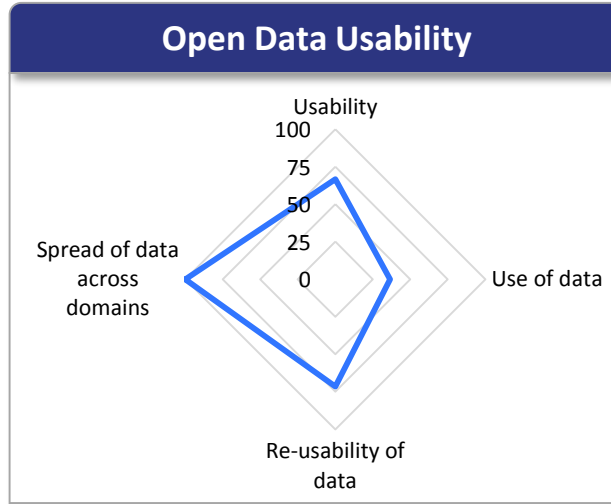 Open Data Usability
Usability
100
75
50
25
0
Spread of data
across
domains
Use of data
Re-usability of
data